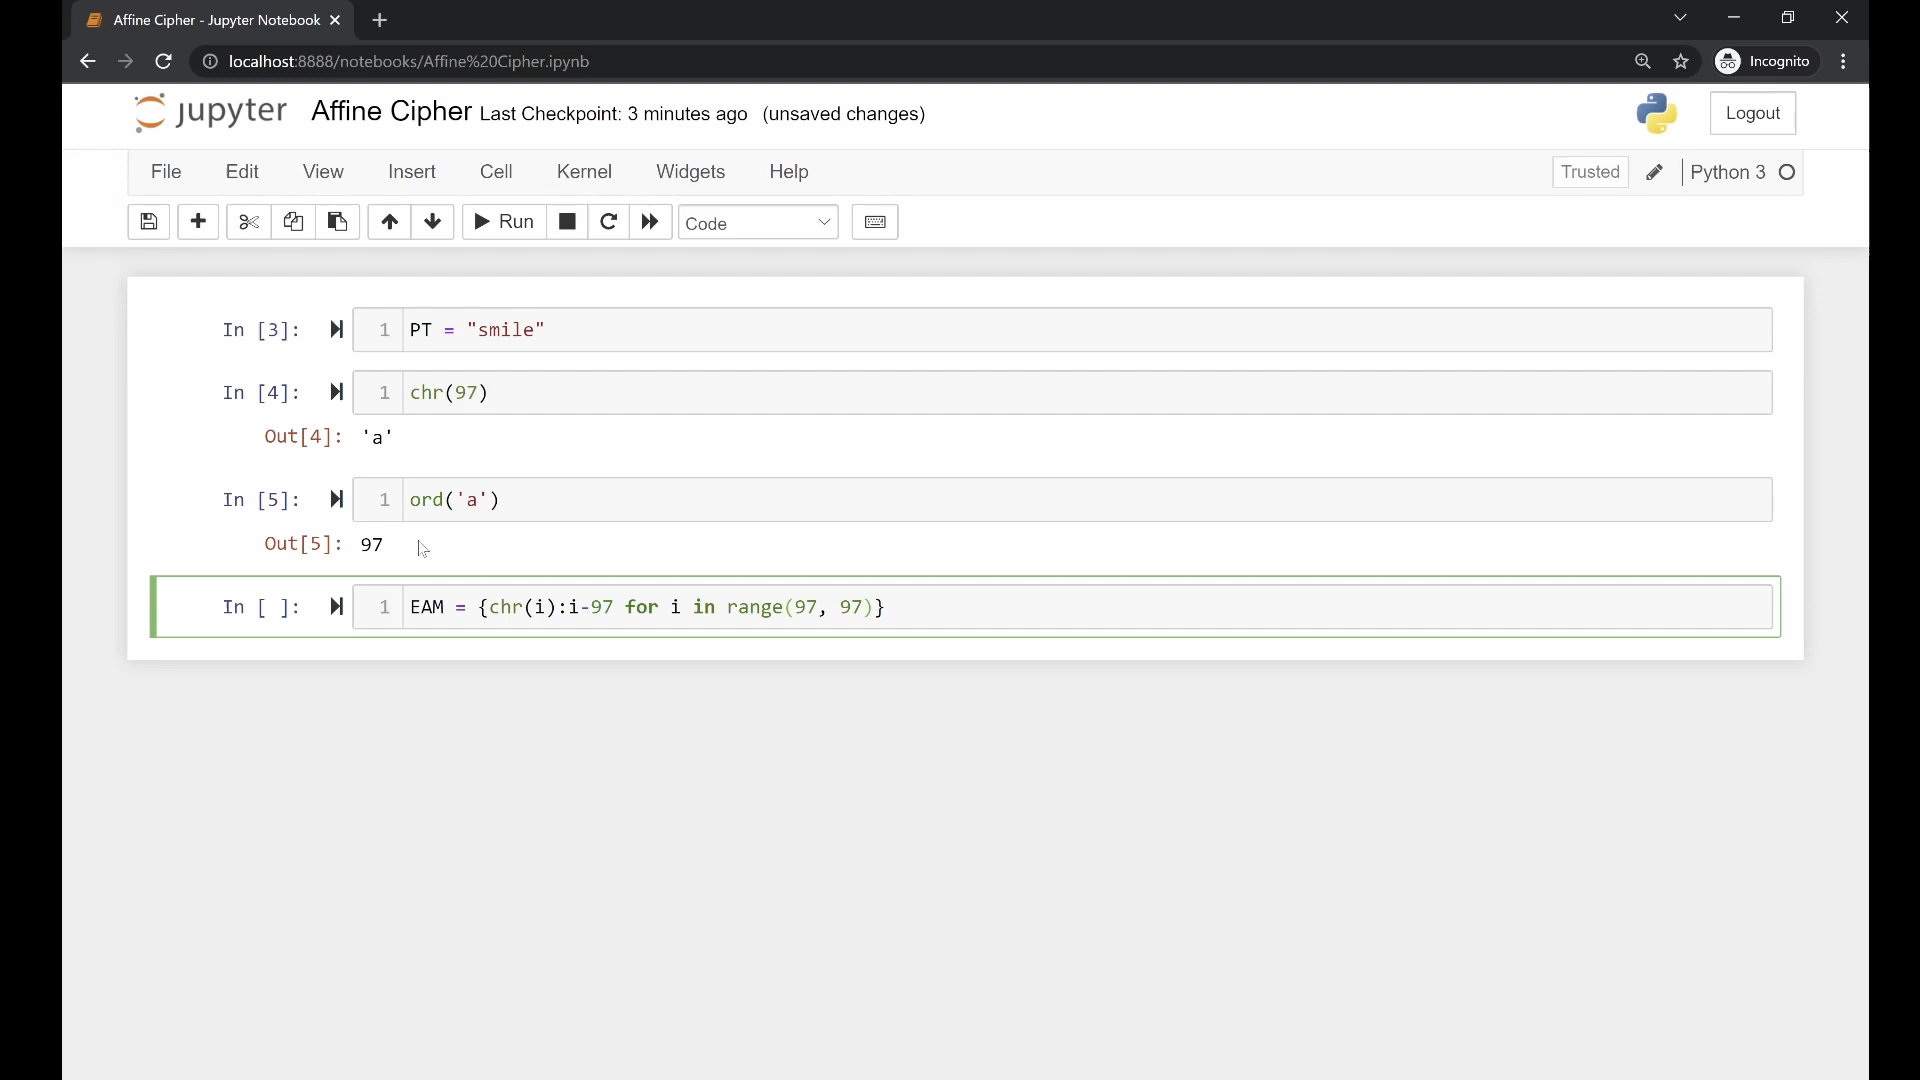 Affine Cipher - Jupyter Notebook
localhost:8888/notebooks/Affine%20Cipher.ipynb
Incognito
jupyter Affine Cipher Last Checkpoint: 3 minutes ago (unsaved changes)
Logout
File Edit View Insert Cell Kernel Widgets Help
Trusted
Python 3
Run
Code
In [3]: 1 PT = "smile"
In [4]: 1 chr(97)
Out[4]: 'a'
In [5]: 1 ord('a')
Out[5]: 97
In [ ]: 1 EAM = {chr(i):i-97 for i in range(97, 97)}